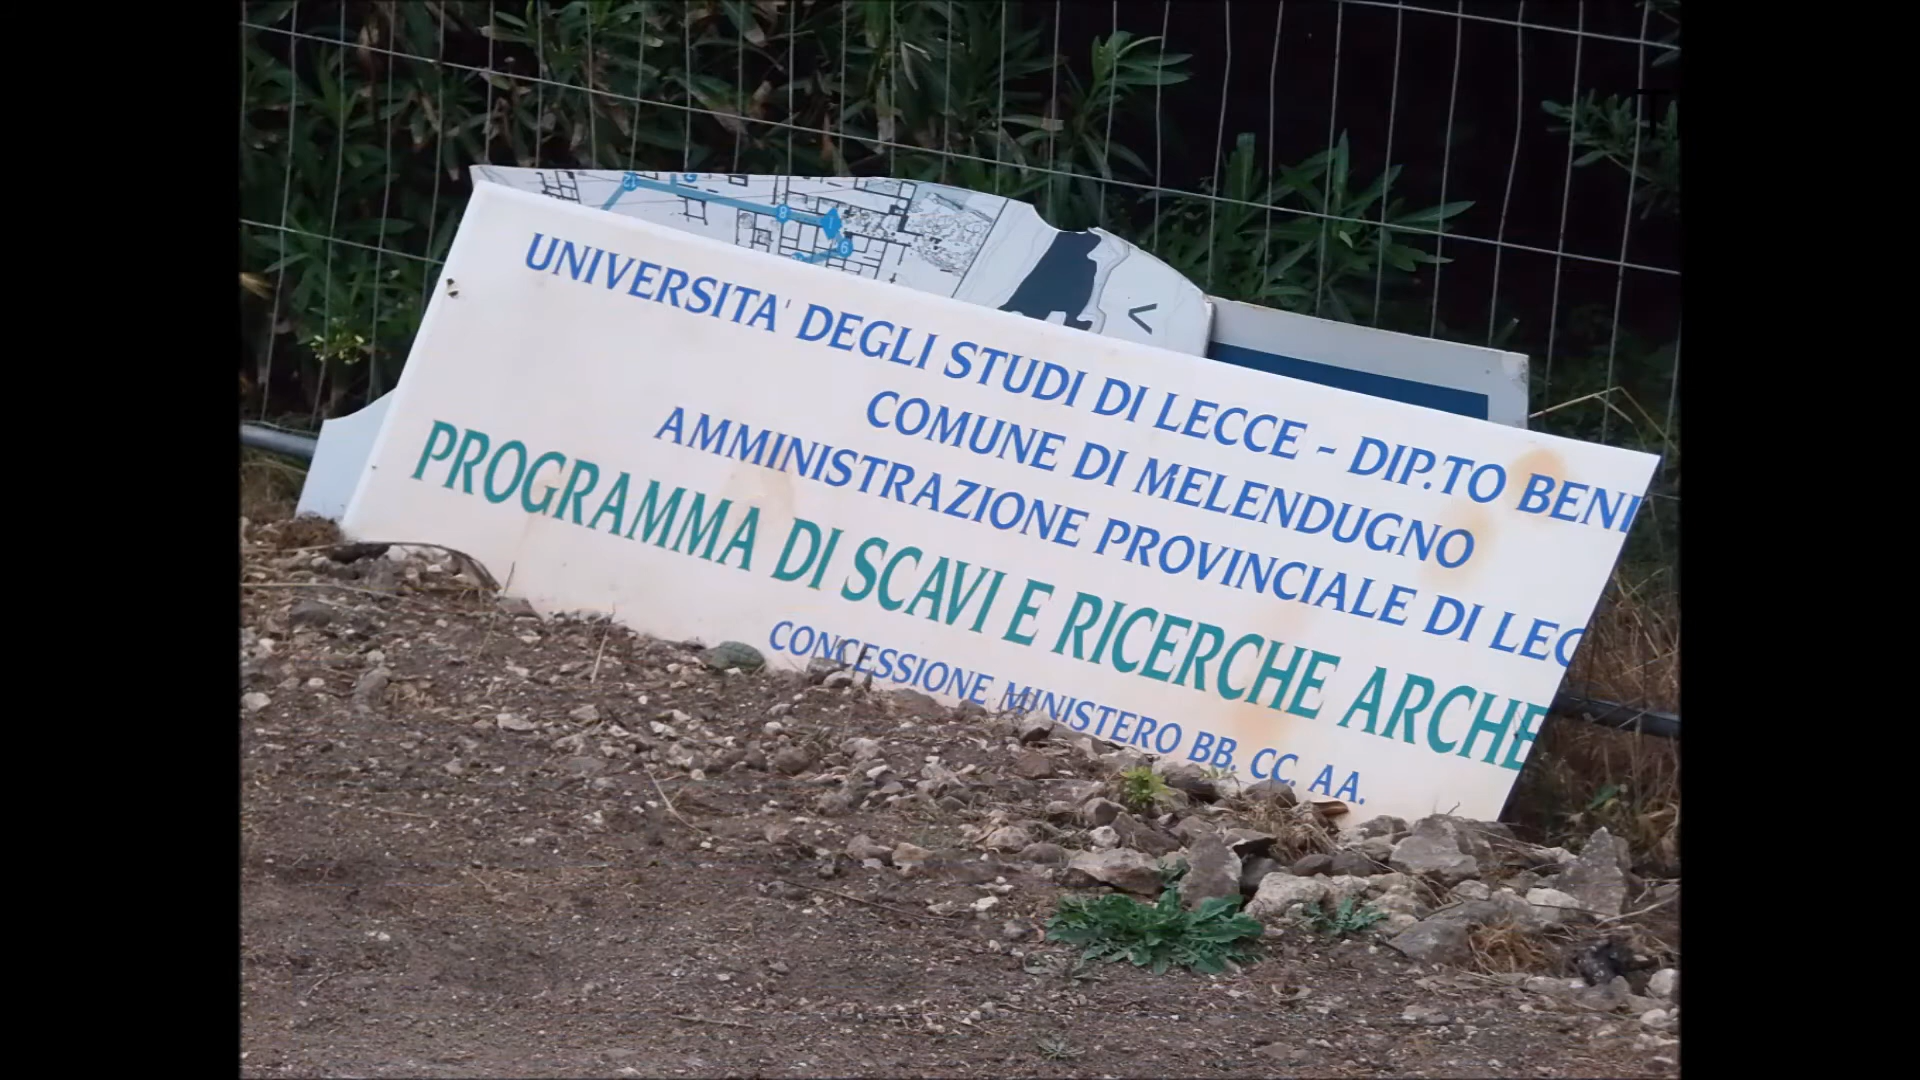 UNIVERSITA' DEGLI STUDI DI LECCE - DIP.TO BENI
COMUNE DI MELENDUGNO
AMMINISTRAZIONE PROVINCIALE DI LEC
PROGRAMMA DI SCAVI E RICERCHE ARCHE
CONCESSIONE MINISTERO BB. CC. AA.